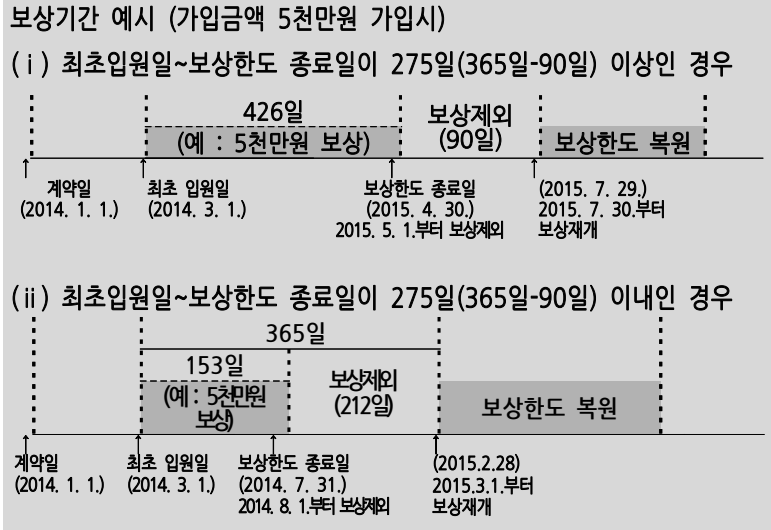 보상기간 예시 (가입금액 5천만원 가입시)
(ⅰ) 최초입원일~보상한도 종료일이 275일(365일-90일) 이상인 경우
426일
(예 : 5천만원 보상)
보상제외
(90일)
보상한도 복원
계약일
(2014. 1. 1.)
최초 입원일
(2014. 3. 1.)
보상한도 종료일
(2015. 4. 30.)
2015. 5. 1.부터 보상제외
(2015. 7. 29.)
2015. 7. 30.부터
보상재개
(ⅱ) 최초입원일~보상한도 종료일이 275일(365일-90일) 이내인 경우
365일
153일
(예 : 5천만원
보상)
보상제외
(212일)
보상한도 복원
계약일
(2014. 1. 1.)
최초 입원일
(2014. 3. 1.)
보상한도 종료일
(2014. 7. 31.)
2014. 8. 1.부터 보상제외
(2015.2.28)
2015.3.1.부터
보상재개